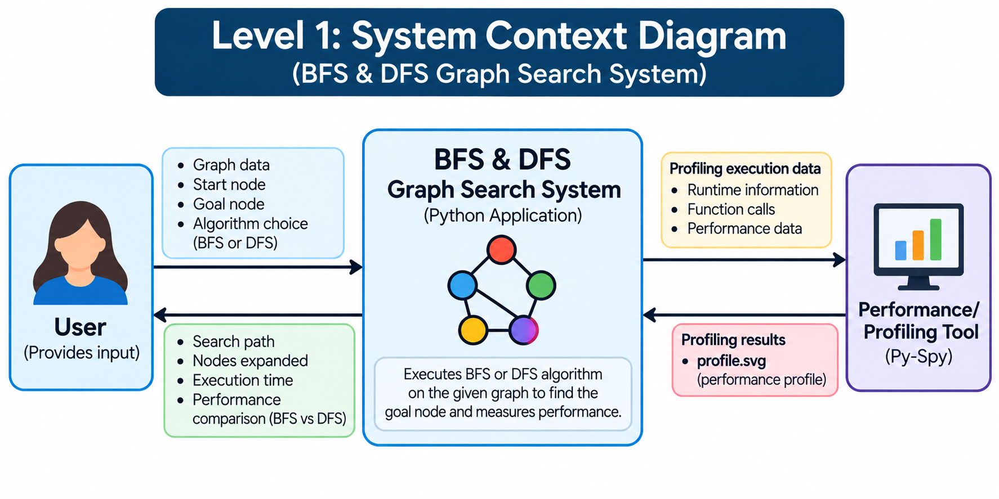 Level 1: System Context Diagram
(BFS & DFS Graph Search System)
User
(Provides input)
• Graph data
• Start node
• Goal node
• Algorithm choice
(BFS or DFS)
• Search path
• Nodes expanded
• Execution time
• Performance
comparison (BFS vs DFS)
BFS & DFS
Graph Search System
(Python Application)
Executes BFS or DFS algorithm
on the given graph to find the
goal node and measures performance.
Profiling execution data
• Runtime information
• Function calls
• Performance data
Profiling results
• profile.svg
(performance profile)
Performance/
Profiling Tool
(Py-Spy)